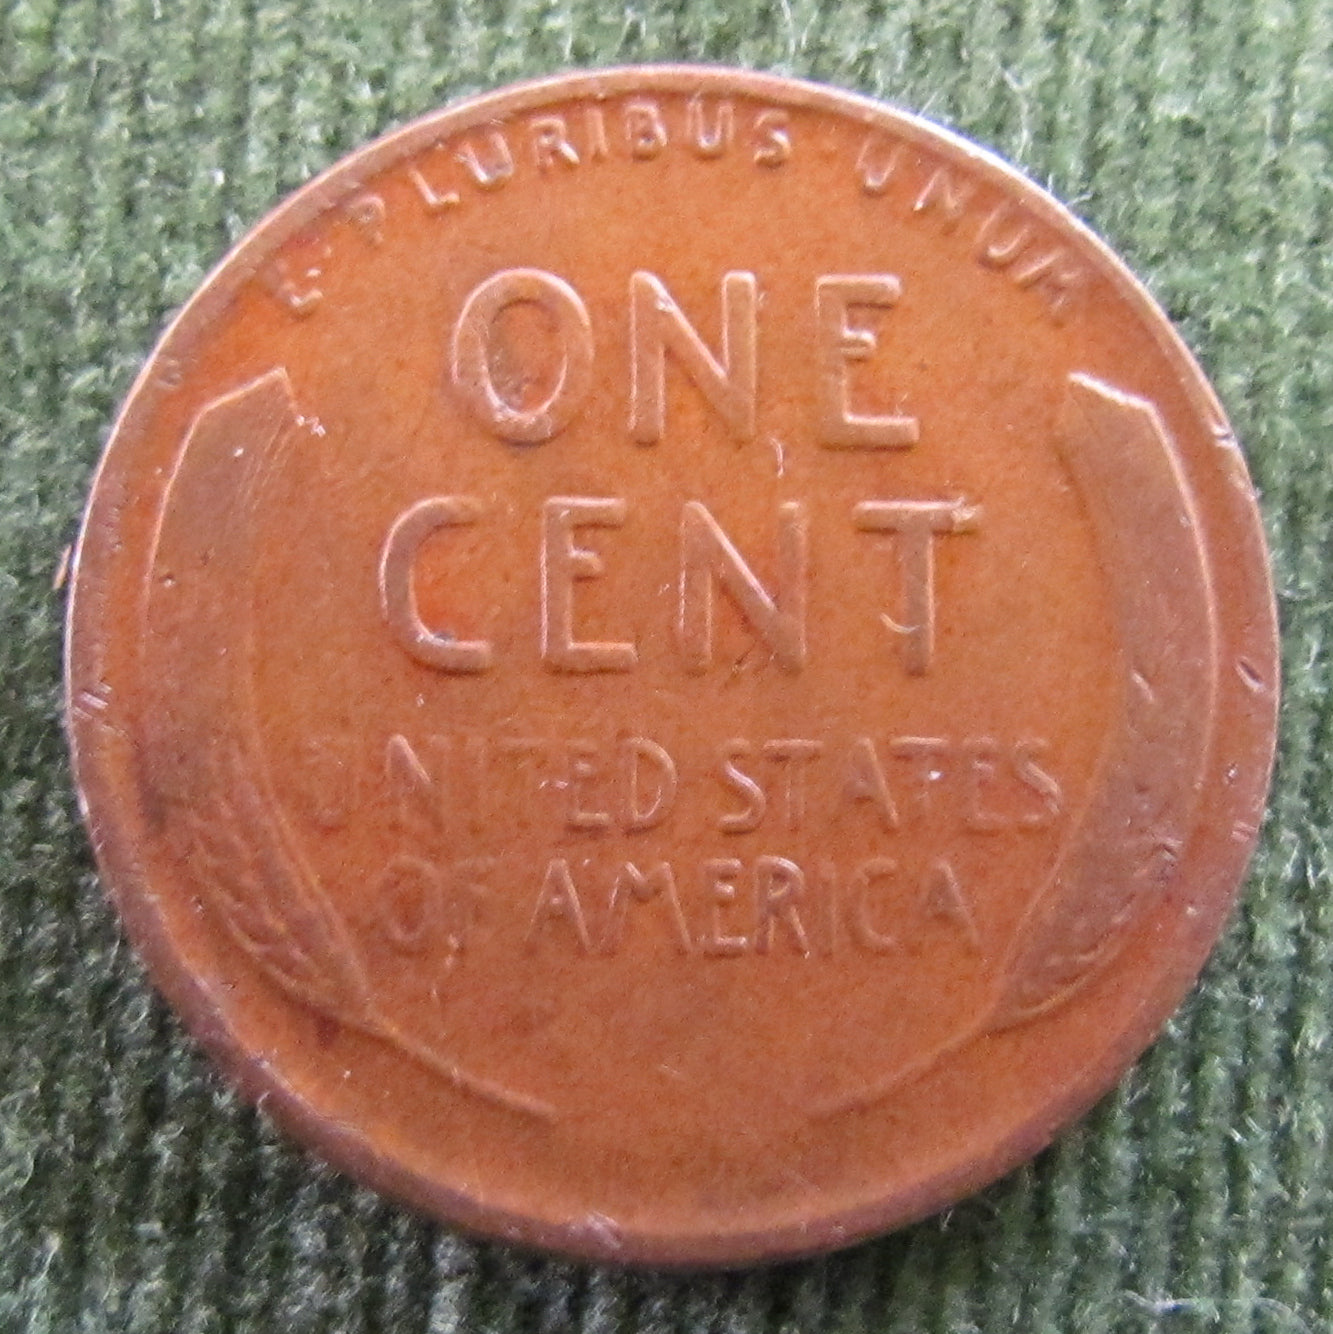 E·PLURIBUS·UNUM
ONE
CENT
UNITED STATES
OF AMERICA